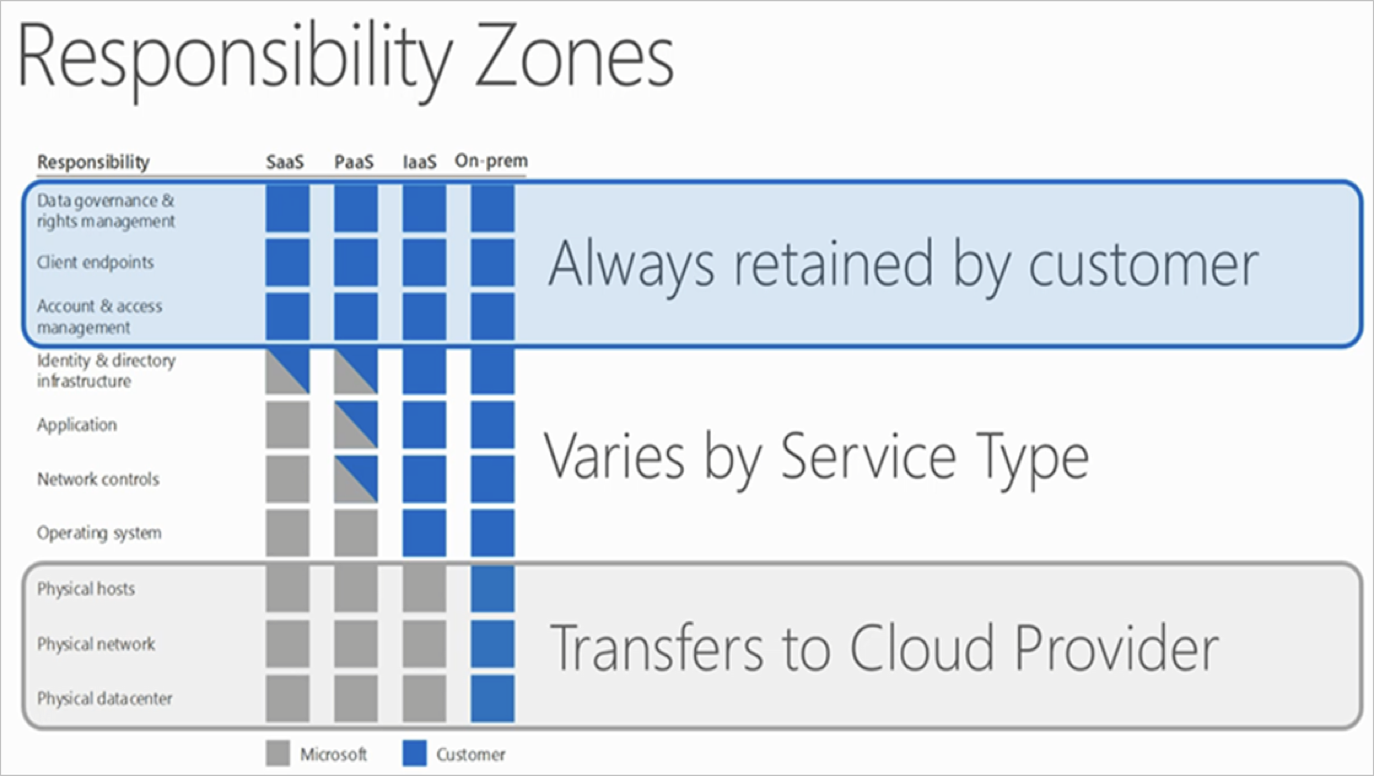 Responsibility Zones
Responsibility SaaS PaaS IaaS On-prem
Data governance &
rights management
Client endpoints
Account & access
management
Always retained by customer
Identity & directory
infrastructure
Application
Network controls
Operating system
Varies by Service Type
Physical hosts
Physical network
Physical datacenter
Transfers to Cloud Provider
Microsoft Customer